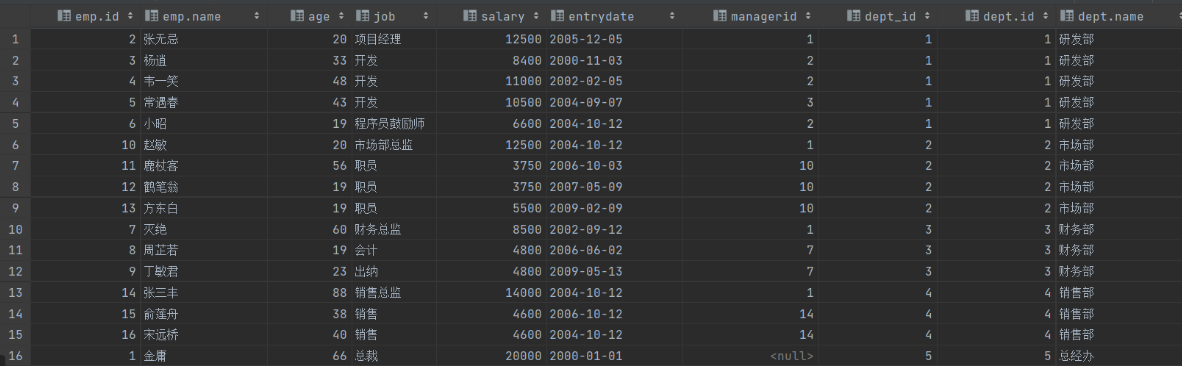 emp.id emp.name age job salary entrydate managerid dept_id dept.id dept.name
1 2 张无忌 20 项目经理 12500 2005-12-05 1 1 1 研发部
2 3 杨逍 33 开发 8400 2000-11-03 2 1 1 研发部
3 4 韦一笑 48 开发 11000 2002-02-05 2 1 1 研发部
4 5 常遇春 43 开发 10500 2004-09-07 3 1 1 研发部
5 6 小昭 19 程序员鼓励师 6600 2004-10-12 2 1 1 研发部
6 10 赵敏 20 市场部总监 12500 2004-10-12 1 2 2 市场部
7 11 鹿杖客 56 职员 3750 2006-10-03 10 2 2 市场部
8 12 鹤笔翁 19 职员 3750 2007-05-09 10 2 2 市场部
9 13 方东白 19 职员 5500 2009-02-09 10 2 2 市场部
10 7 灭绝 60 财务总监 8500 2002-09-12 1 3 3 财务部
11 8 周芷若 19 会计 4800 2006-06-02 7 3 3 财务部
12 9 丁敏君 23 出纳 4800 2009-05-13 7 3 3 财务部
13 14 张三丰 88 销售总监 14000 2004-10-12 1 4 4 销售部
14 15 俞莲舟 38 销售 4600 2006-10-12 14 4 4 销售部
15 16 宋远桥 40 销售 4600 2004-10-12 14 4 4 销售部
16 1 金庸 66 总裁 20000 2000-01-01 <null> 5 5 总经办